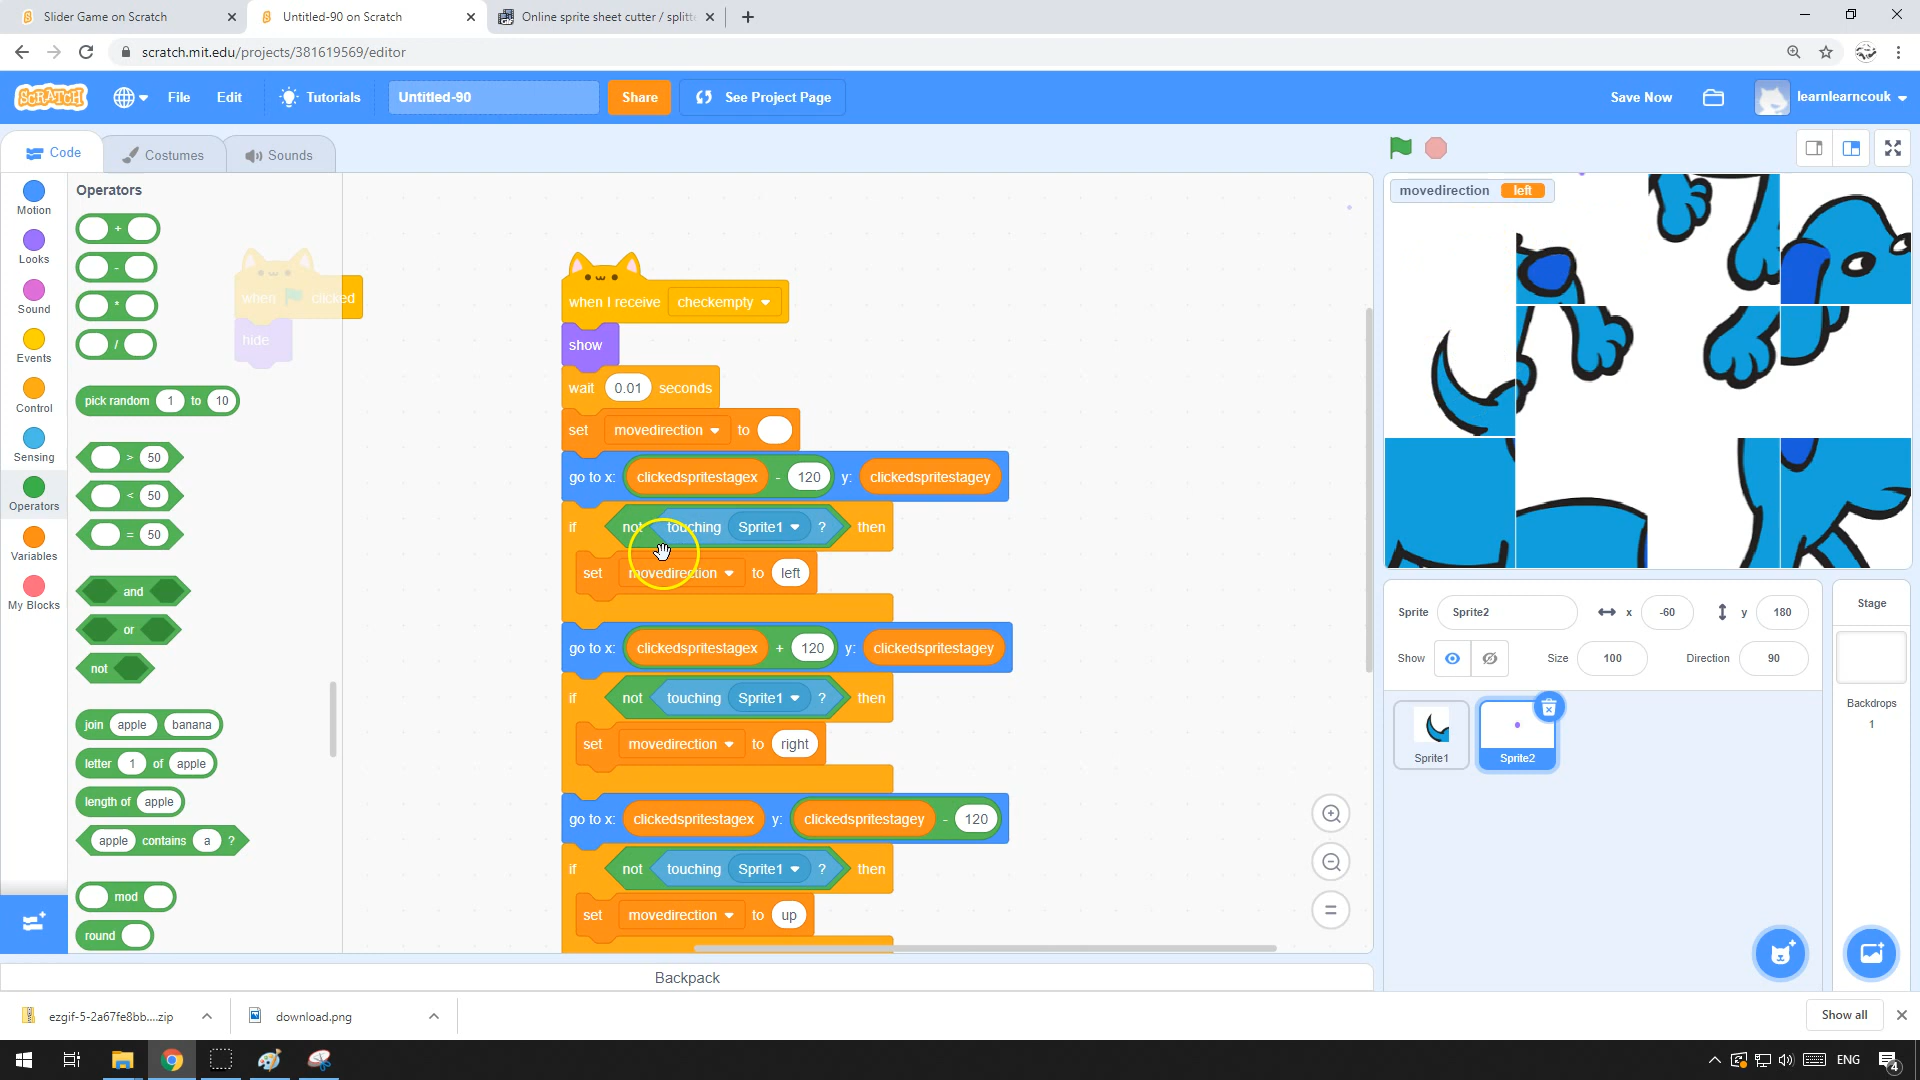 Slider Game on Scratch
Untitled-90 on Scratch
Online sprite sheet cutter / splitt
scratch.mit.edu/projects/381619569/editor
SCRATCH
File
Edit
Tutorials
Untitled-90
Share
See Project Page
Save Now
learnlearncouk
Code
Costumes
Sounds
Motion
Looks
Sound
Events
Control
Sensing
Operators
Variables
My Blocks
Operators
+
-
*
/
pick random 1 to 10
> 50
< 50
= 50
and
or
not
join apple banana
letter 1 of apple
length of apple
apple contains a ?
mod
round
when clicked
hide
when I receive checkempty
show
wait 0.01 seconds
set movedirection to
go to x: clickedspritestagex - 120 y: clickedspritestagey
if not touching Sprite1 ? then
set movedirection to left
go to x: clickedspritestagex + 120 y: clickedspritestagey
if not touching Sprite1 ? then
set movedirection to right
go to x: clickedspritestagex y: clickedspritestagey - 120
if not touching Sprite1 ? then
set movedirection to up
movedirection left
Sprite Sprite2 x -60 y 180
Show Size 100 Direction 90
Sprite1
Sprite2
Stage
Backdrops
1
Backpack
ezgif-5-2a67fe8bb....zip
download.png
Show all
ENG
4